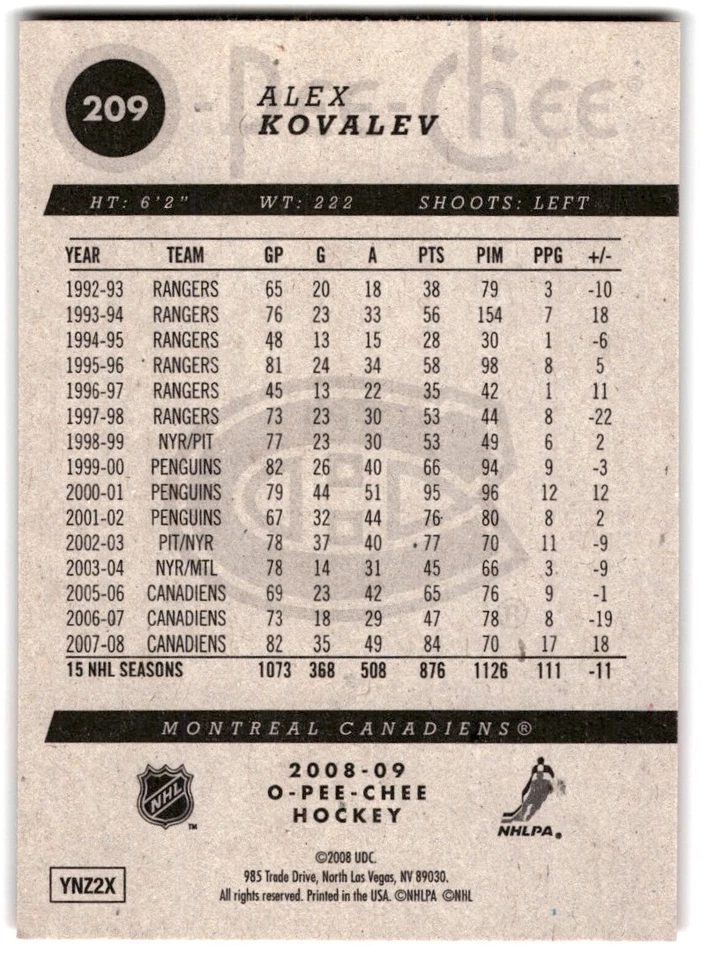 O-Pee-Chee®
209
ALEX
KOVALEV
HT: 6'2" WT: 222 SHOOTS: LEFT
YEAR TEAM GP G A PTS PIM PPG +/-
1992-93 RANGERS 65 20 18 38 79 3 -10
1993-94 RANGERS 76 23 33 56 154 7 18
1994-95 RANGERS 48 13 15 28 30 1 -6
1995-96 RANGERS 81 24 34 58 98 8 5
1996-97 RANGERS 45 13 22 35 42 1 11
1997-98 RANGERS 73 23 30 53 44 8 -22
1998-99 NYR/PIT 77 23 30 53 49 6 2
1999-00 PENGUINS 82 26 40 66 94 9 -3
2000-01 PENGUINS 79 44 51 95 96 12 12
2001-02 PENGUINS 67 32 44 76 80 8 2
2002-03 PIT/NYR 78 37 40 77 70 11 -9
2003-04 NYR/MTL 78 14 31 45 66 3 -9
2005-06 CANADIENS 69 23 42 65 76 9 -1
2006-07 CANADIENS 73 18 29 47 78 8 -19
2007-08 CANADIENS 82 35 49 84 70 17 18
15 NHL SEASONS 1073 368 508 876 1126 111 -11
MONTREAL CANADIENS®
NHL ™
2008-09
O-PEE-CHEE
HOCKEY
NHLPA®
©2008 UDC.
985 Trade Drive, North Las Vegas, NV 89030.
All rights reserved. Printed in the USA. ©NHLPA ©NHL
YNZ2X